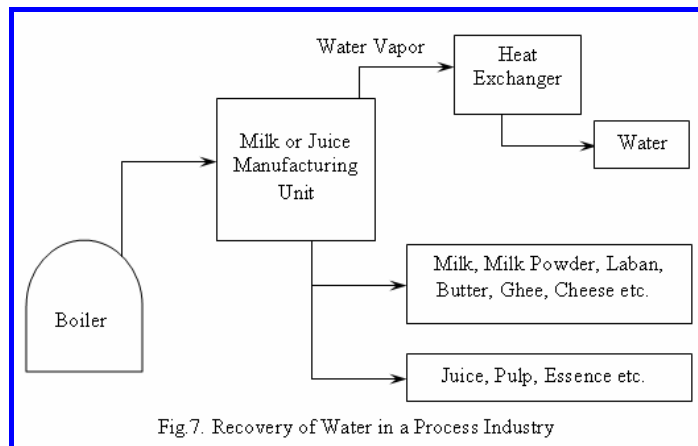 Water Vapor
Heat
Exchanger
Milk or Juice
Manufacturing
Unit
Water
Milk, Milk Powder, Laban,
Butter, Ghee, Cheese etc.
Boiler
Juice, Pulp, Essence etc.
Fig.7. Recovery of Water in a Process Industry